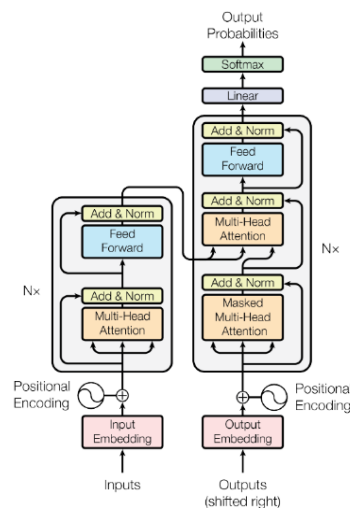 Output
Probabilities
Softmax
Linear
Add & Norm
Feed
Forward
Add & Norm
Multi-Head
Attention
Add & Norm
Masked
Multi-Head
Attention
Nx
Positional
Encoding
Output
Embedding
Outputs
(shifted right)
Add & Norm
Feed
Forward
Add & Norm
Multi-Head
Attention
N×
Positional
Encoding
Input
Embedding
Inputs